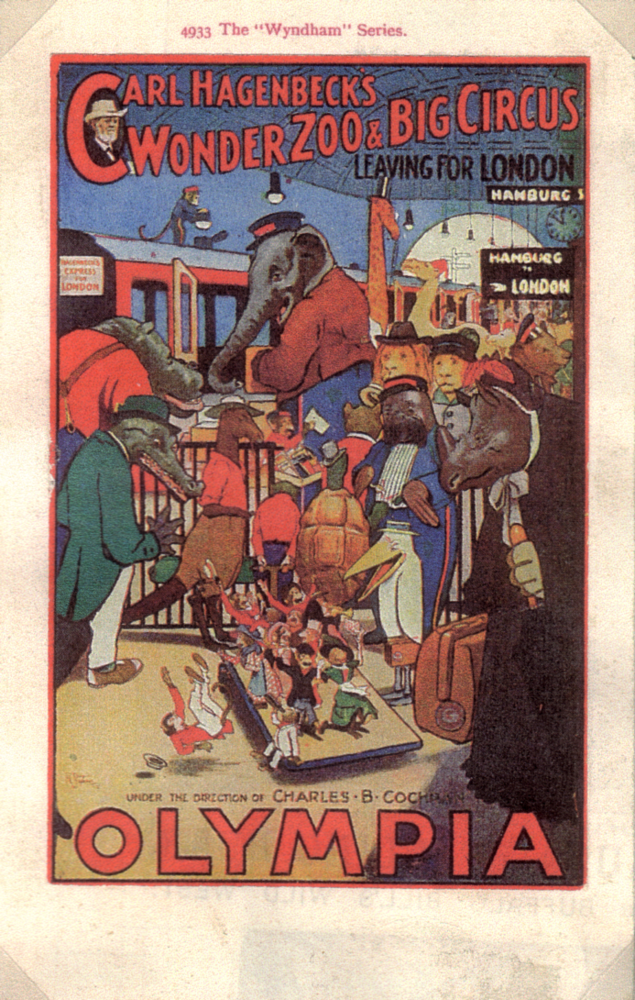 4933 The "Wyndham" Series.
CARL HAGENBECK'S
WONDER ZOO & BIG CIRCUS
LEAVING FOR LONDON
HAMBURG
HAGENBECK'S
EXPRESS
FOR
LONDON
HAMBURG
TO
LONDON
UNDER THE DIRECTION OF CHARLES · B · COCHRAN
OLYMPIA